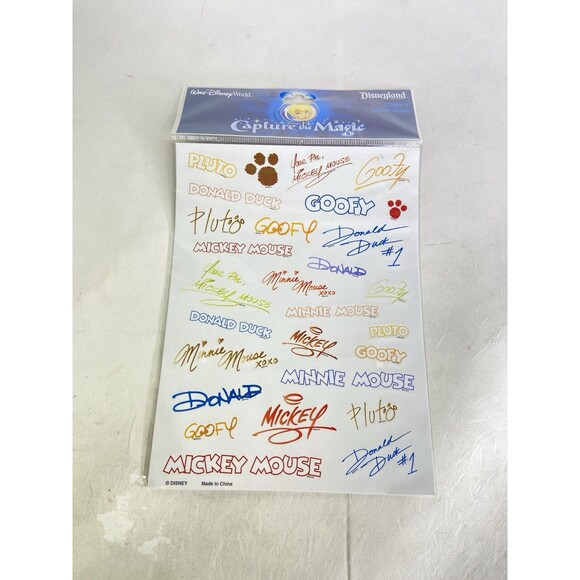 Walt Disney World.
Disneyland
Capture the Magic
PLUTO
Your Pal,
MICKEY MOUSE
Goofy
DONALD DUCK
GOOFY
Pluto
GOOFY
Donald
Duck
#1
MICKEY MOUSE
DONALD
Your Pal,
MICKEY MOUSE
Minnie Mouse
xoxo
Goofy
MINNIE MOUSE
DONALD DUCK
MICKEY
PLUTO
Minnie Mouse
xoxo
GOOFY
MINNIE MOUSE
DONALD
MICKEY
Pluto
GOOFY
Donald
Duck
#1
MICKEY MOUSE
© DISNEY Made in China